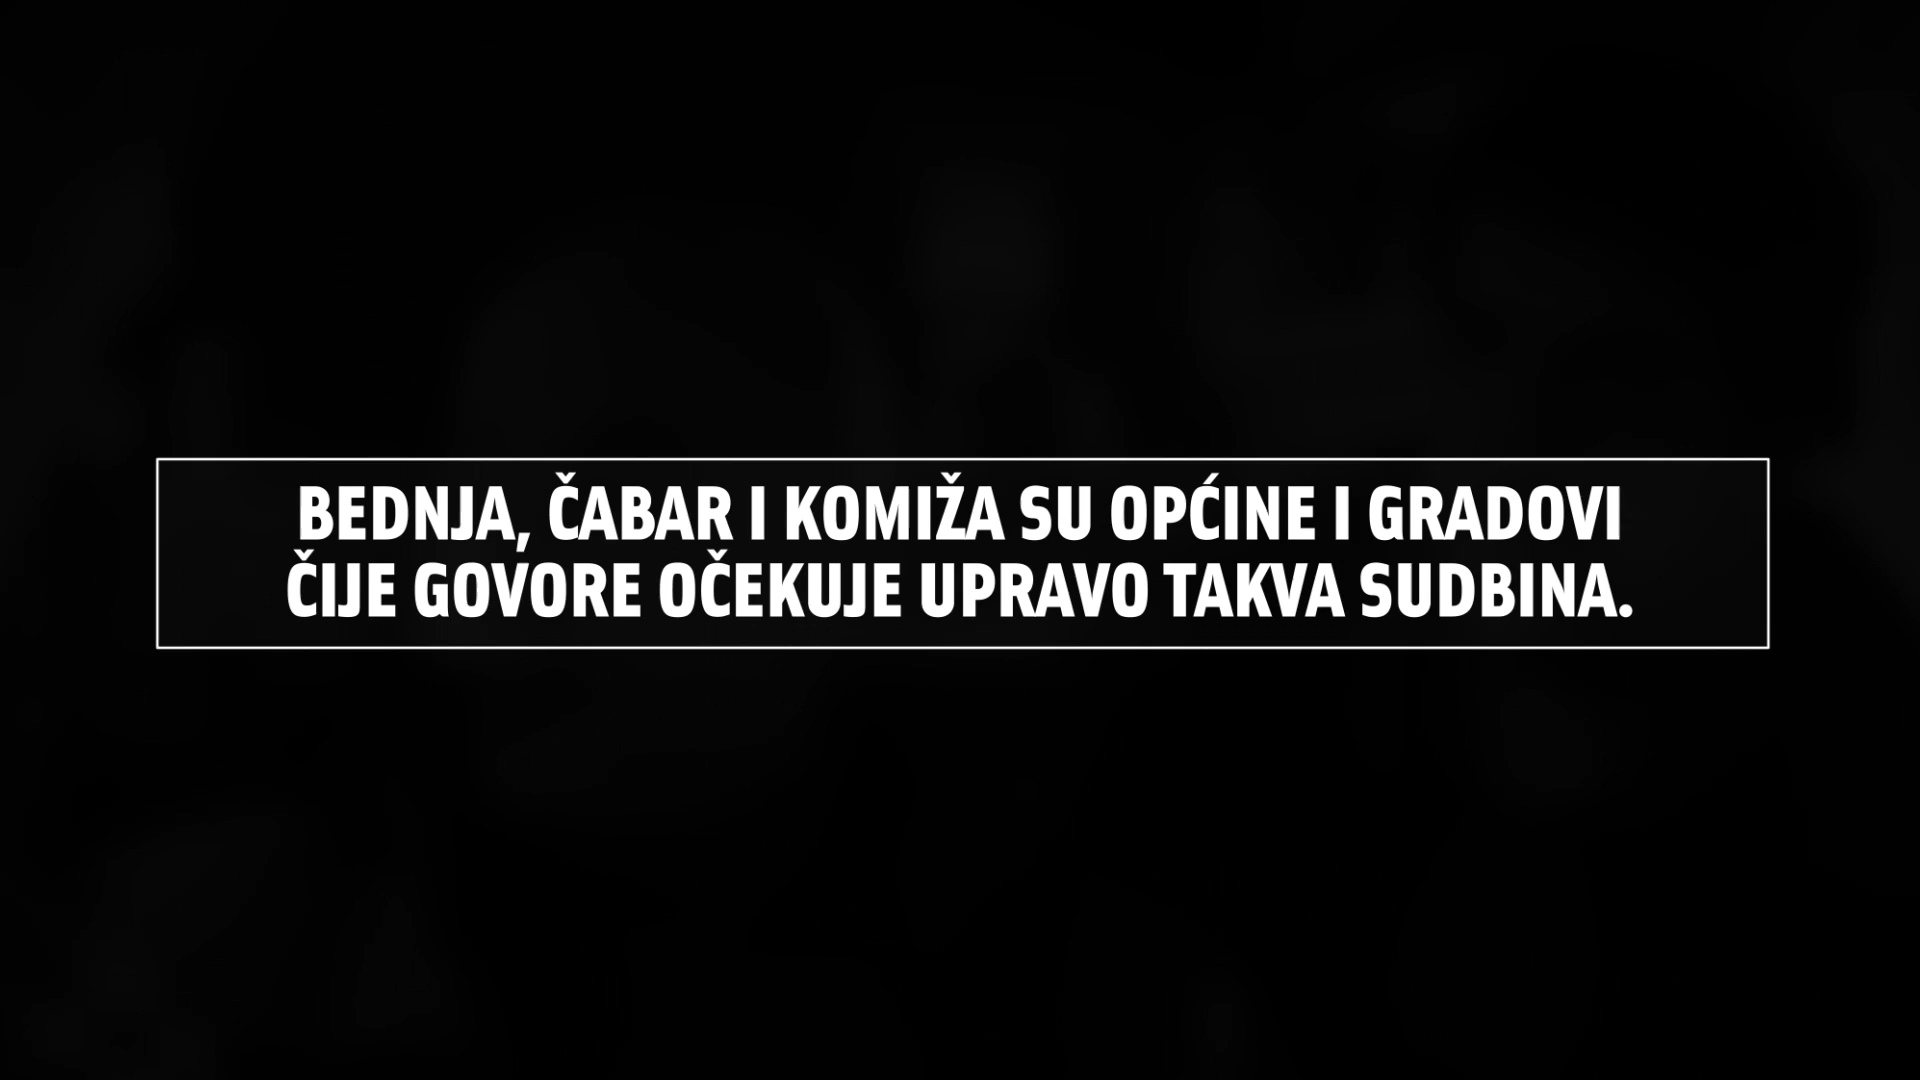 BEDNJA, ČABAR I KOMIŽA SU OPĆINE I GRADOVI
ČIJE GOVORE OČEKUJE UPRAVO TAKVA SUDBINA.